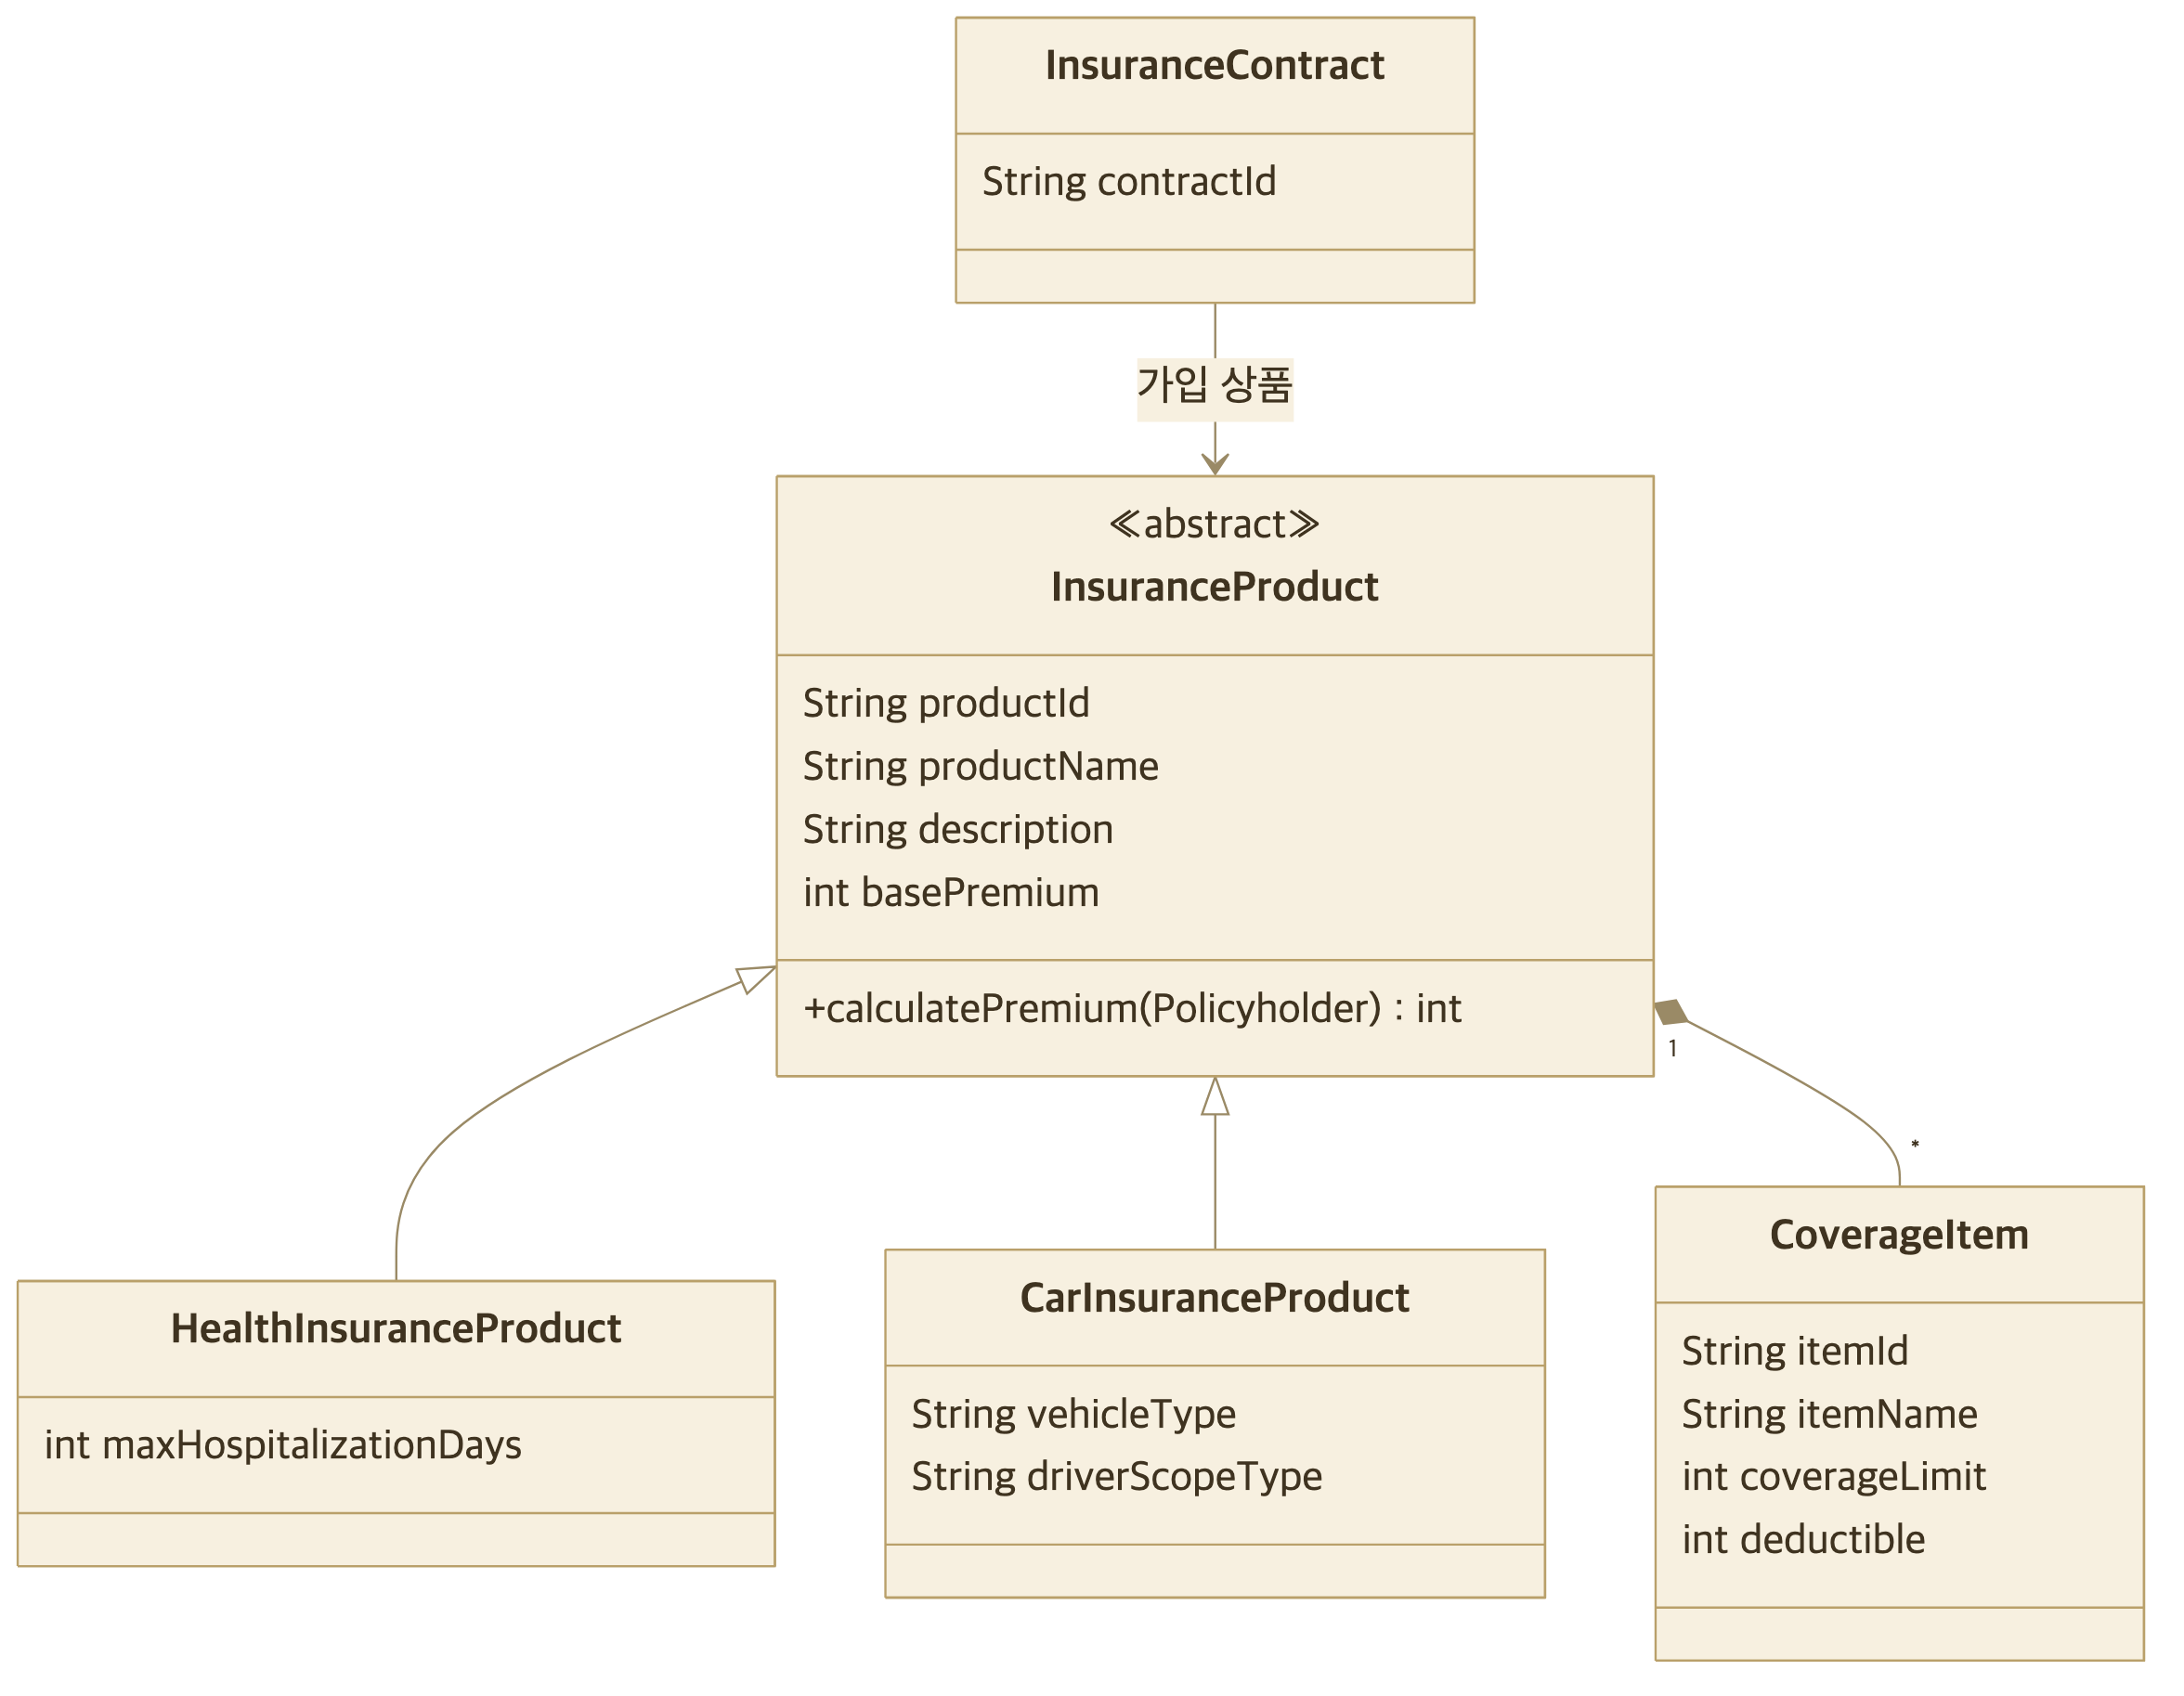 InsuranceContract
String contractId
가입 상품
≪abstract≫
InsuranceProduct
String productId
String productName
String description
int basePremium
+calculatePremium(Policyholder) : int
1
*
HealthInsuranceProduct
int maxHospitalizationDays
CarInsuranceProduct
String vehicleType
String driverScopeType
CoverageItem
String itemId
String itemName
int coverageLimit
int deductible